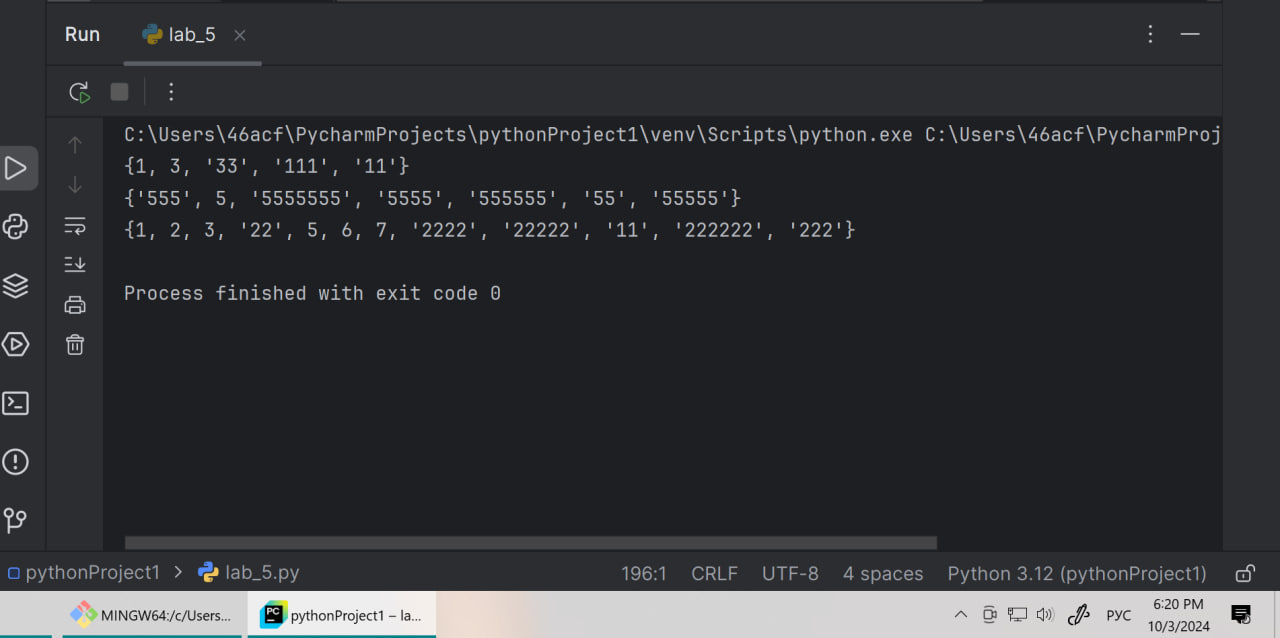 Run lab_5
C:\Users\46acf\PycharmProjects\pythonProject1\venv\Scripts\python.exe C:\Users\46acf\PycharmProj
{1, 3, '33', '111', '11'}
{'555', 5, '5555555', '5555', '555555', '55', '55555'}
{1, 2, 3, '22', 5, 6, 7, '2222', '22222', '11', '222222', '222'}
Process finished with exit code 0
pythonProject1 > lab_5.py 196:1 CRLF UTF-8 4 spaces Python 3.12 (pythonProject1)
MINGW64:/c/Users... PC pythonProject1 – la... РУС 6:20 PM
10/3/2024